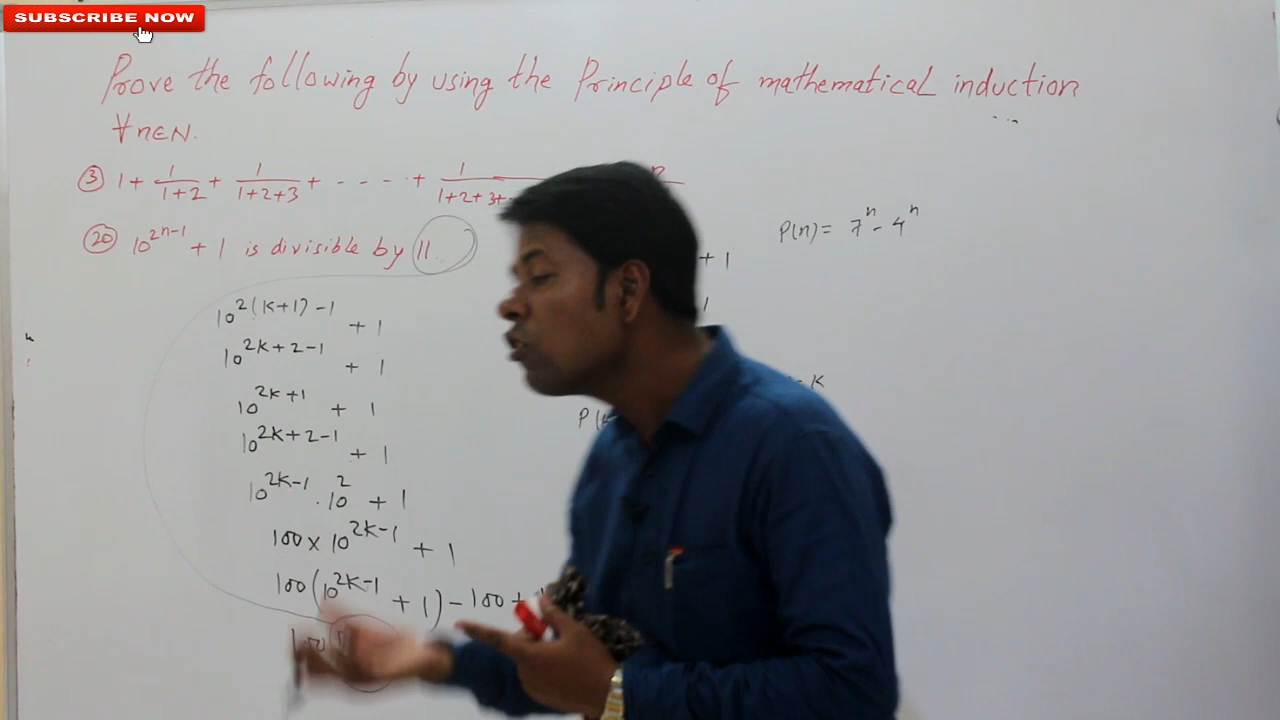 SUBSCRIBE NOW
Prove the following by using the Principle of mathematical induction
∀n∈N.
③ 1 + 1/(1+2) + 1/(1+2+3) + - - - - + 1/(1+2+3+ n
⑳ 10^(2n-1) + 1 is divisible by 11.
P(n) = 7^n - 4^n
+ 1
10^(2(K+1)-1) + 1
1
10^(2K+2-1) + 1
10^(2K+1) + 1
K
P(
10^(2K+2-1) + 1
10^(2K-1) . 10^2 + 1
100 × 10^(2K-1) + 1
100(10^(2K-1) + 1) - 100 +
100